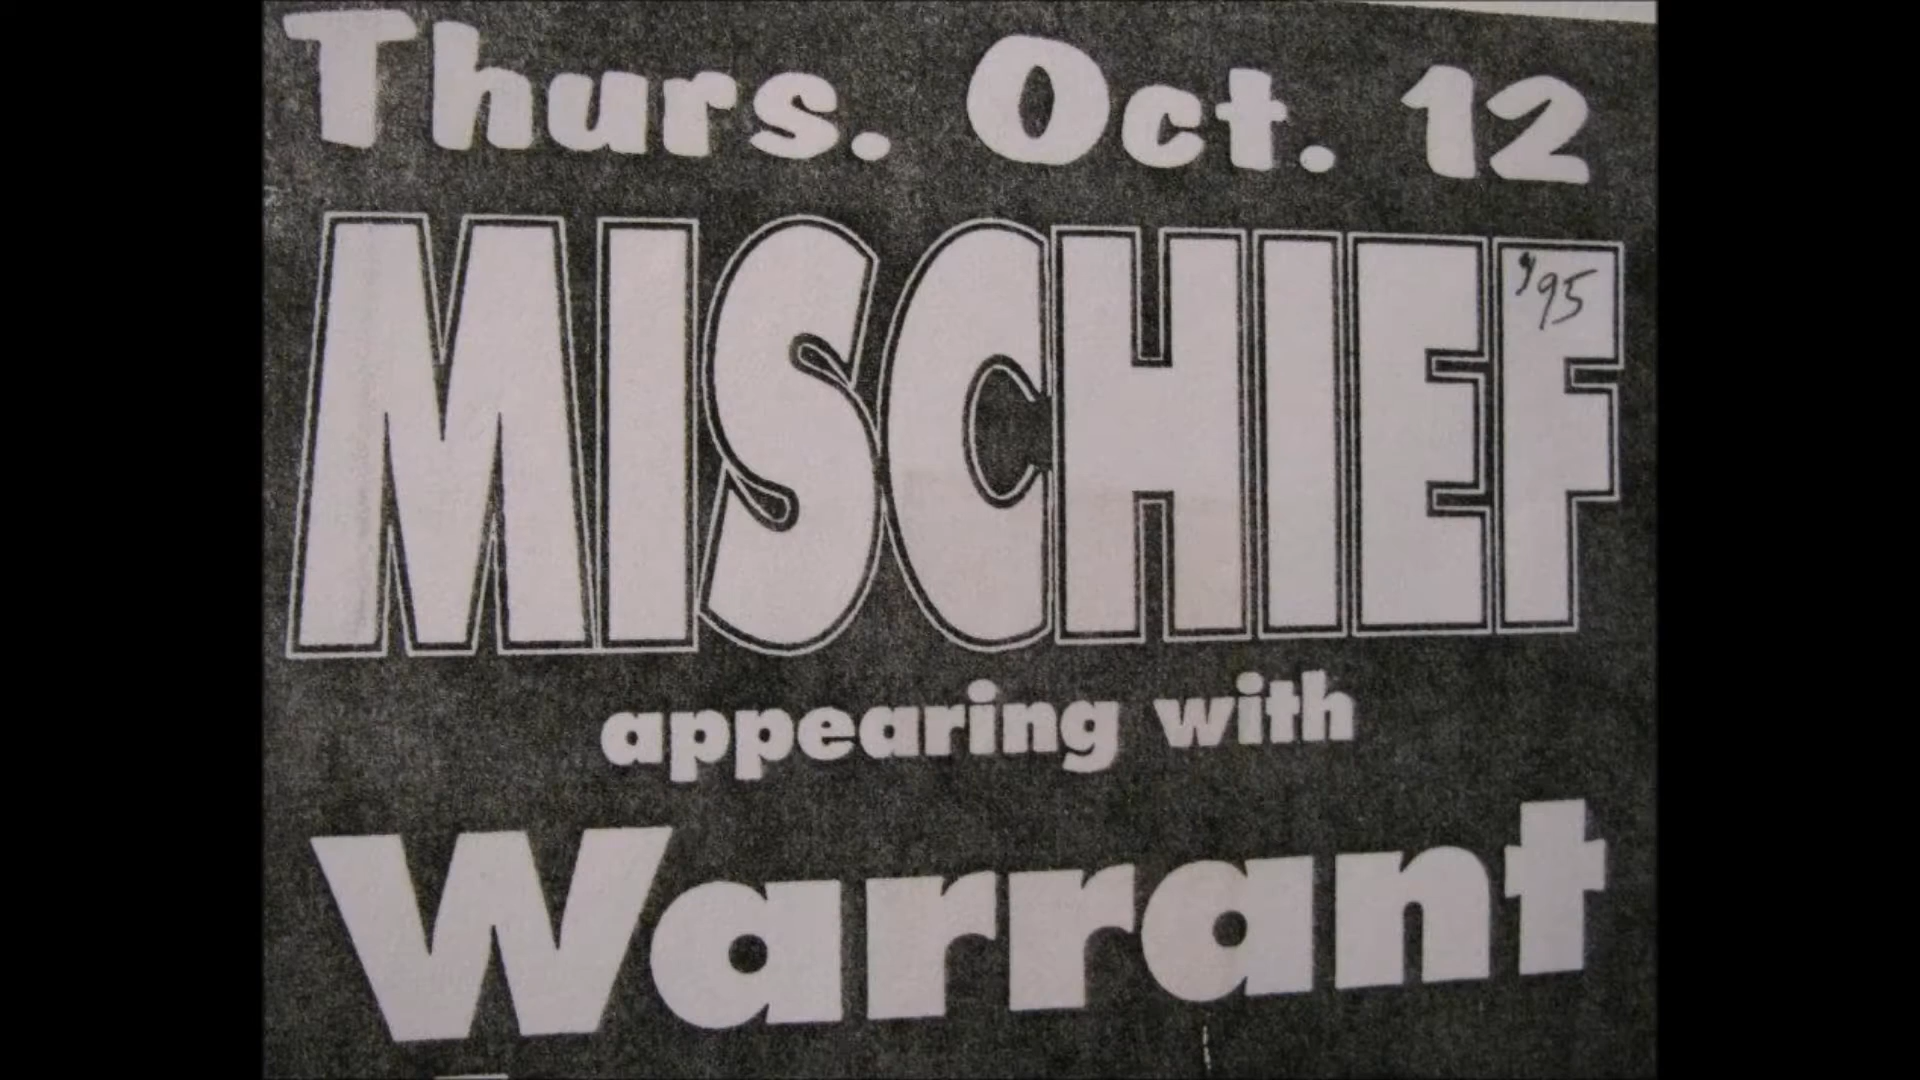 Thurs. Oct. 12
MISCHIEF
'95
appearing with
Warrant